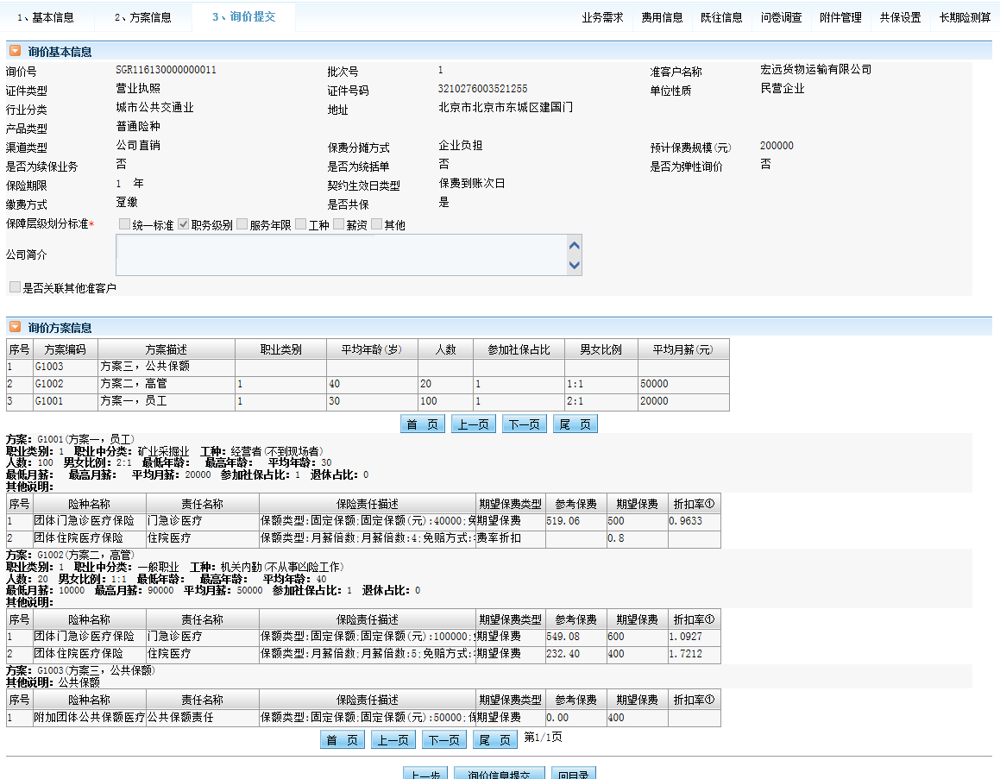 1、基本信息 2、方案信息 3、询价提交 业务需求 费用信息 既往信息 问卷调查 附件管理 共保设置 长期险测算
询价基本信息
询价号 SGR116130000000011 批次号 1 准客户名称 宏远货物运输有限公司
证件类型 营业执照 证件号码 3210276003521255 单位性质 民营企业
行业分类 城市公共交通业 地址 北京市北京市东城区建国门
产品类型 普通险种
渠道类型 公司直销 保费分摊方式 企业负担 预计保费规模(元) 200000
是否为续保业务 否 是否为统括单 否 是否为弹性询价 否
保险期限 1 年 契约生效日类型 保费到账次日
缴费方式 趸缴 是否共保 是
保障层级划分标准* 统一标准 职务级别 服务年限 工种 薪资 其他
公司简介
是否关联其他准客户
询价方案信息
序号 方案编码 方案描述 职业类别 平均年龄(岁) 人数 参加社保占比 男女比例 平均月薪(元)
1 G1003 方案三，公共保额
2 G1002 方案二，高管 1 40 20 1 1:1 50000
3 G1001 方案一，员工 1 30 100 1 2:1 20000
首 页 上一页 下一页 尾 页
方案：G1001(方案一，员工)
职业类别：1 职业中分类：矿业采掘业 工种：经营者(不到现场者)
人数：100 男女比例：2:1 最低年龄： 最高年龄： 平均年龄：30
最低月薪： 最高月薪： 平均月薪：20000 参加社保占比：1 退休占比：0
其他说明：
序号 险种名称 责任名称 保险责任描述 期望保费类型 参考保费 期望保费 折扣率①
1 团体门急诊医疗保险 门急诊医疗 保额类型:固定保额;固定保额(元):40000; 期望保费 519.06 500 0.9633
2 团体住院医疗保险 住院医疗 保额类型:月薪倍数;月薪倍数:4;免赔方式: 费率折扣 0.8
方案：G1002(方案二，高管)
职业类别：1 职业中分类：一般职业 工种：机关内勤(不从事凶险工作)
人数：20 男女比例：1:1 最低年龄： 最高年龄： 平均年龄：40
最低月薪：10000 最高月薪：90000 平均月薪：50000 参加社保占比：1 退休占比：0
其他说明：
序号 险种名称 责任名称 保险责任描述 期望保费类型 参考保费 期望保费 折扣率①
1 团体门急诊医疗保险 门急诊医疗 保额类型:固定保额;固定保额(元):100000; 期望保费 549.08 600 1.0927
2 团体住院医疗保险 住院医疗 保额类型:月薪倍数;月薪倍数:5;免赔方式: 期望保费 232.40 400 1.7212
方案：G1003(方案三，公共保额)
其他说明：公共保额
序号 险种名称 责任名称 保险责任描述 期望保费类型 参考保费 期望保费 折扣率①
1 附加团体公共保额医疗 公共保额责任 保额类型:固定保额;固定保额(元):50000; 期望保费 0.00 400
首 页 上一页 下一页 尾 页 第1/1页
上一步 询价信息提交 回目录